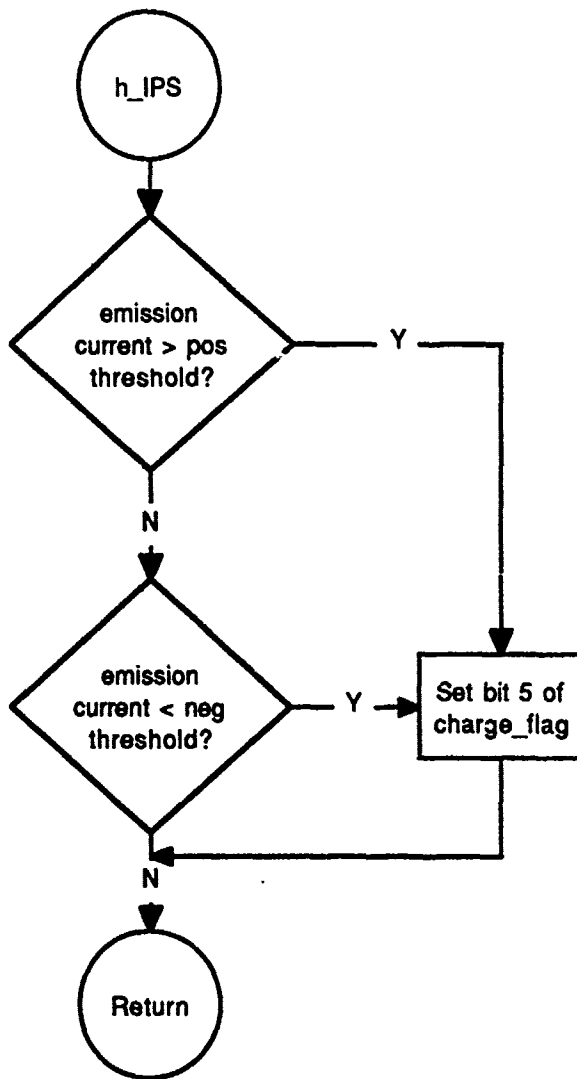 h_IPS
emission
current > pos
threshold?
Y
N
emission
current < neg
threshold?
Y
Set bit 5 of
charge_flag
N
Return